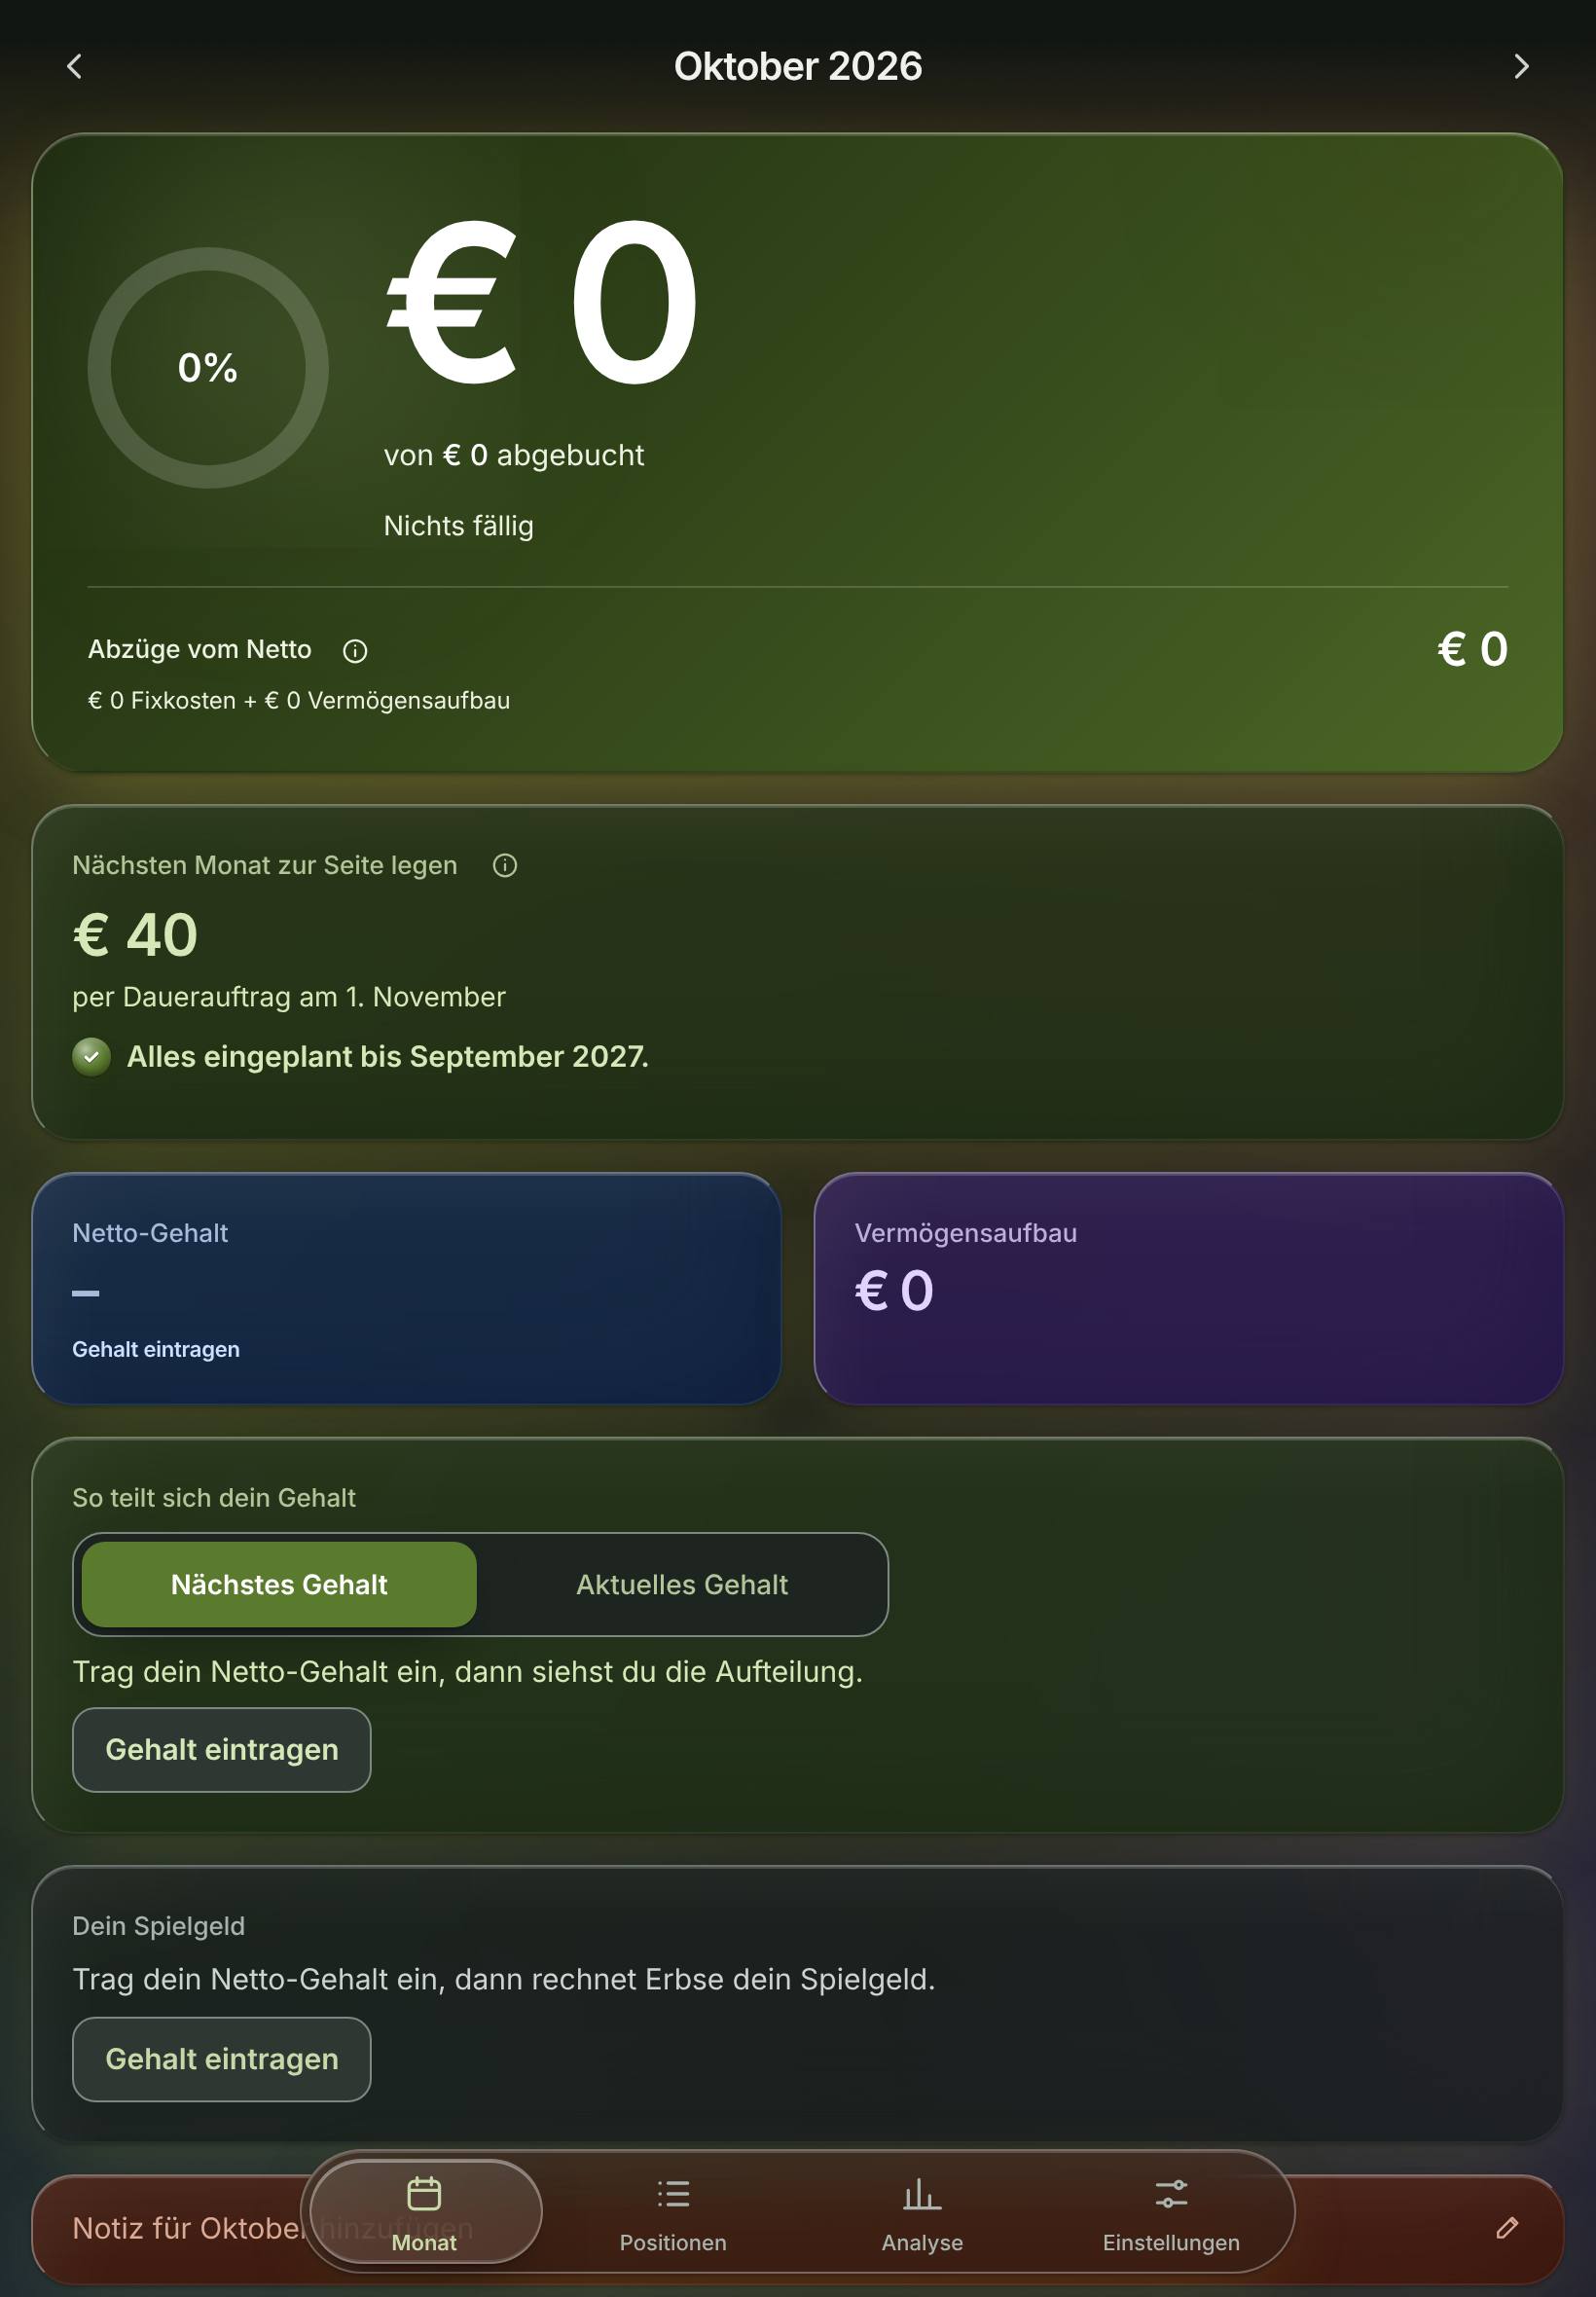 Oktober 2026
0%
€ 0
von € 0 abgebucht
Nichts fällig
Abzüge vom Netto
€ 0
€ 0 Fixkosten + € 0 Vermögensaufbau
Nächsten Monat zur Seite legen
€ 40
per Dauerauftrag am 1. November
Alles eingeplant bis September 2027.
Netto-Gehalt
–
Gehalt eintragen
Vermögensaufbau
€ 0
So teilt sich dein Gehalt
Nächstes Gehalt
Aktuelles Gehalt
Trag dein Netto-Gehalt ein, dann siehst du die Aufteilung.
Gehalt eintragen
Dein Spielgeld
Trag dein Netto-Gehalt ein, dann rechnet Erbse dein Spielgeld.
Gehalt eintragen
Notiz für Oktober hinzufügen
Monat
Positionen
Analyse
Einstellungen